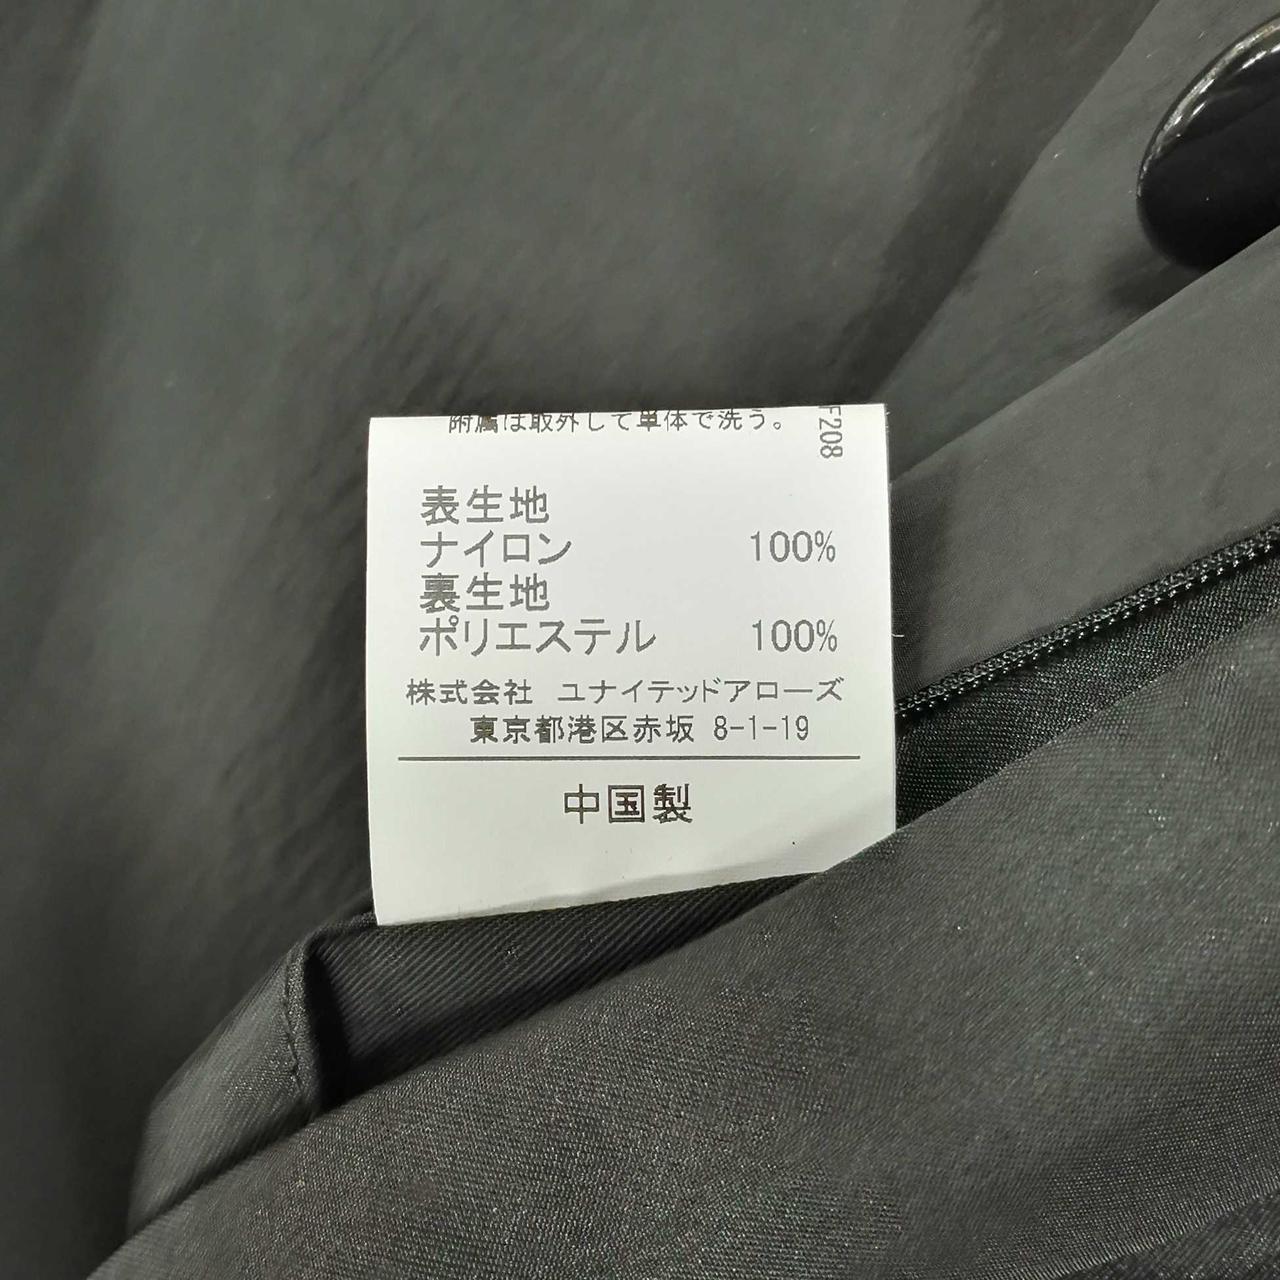 附属は取外して単体で洗う。
F208
表生地
ナイロン 100%
裏生地
ポリエステル 100%
株式会社 ユナイテッドアローズ
東京都港区赤坂 8-1-19
中国製